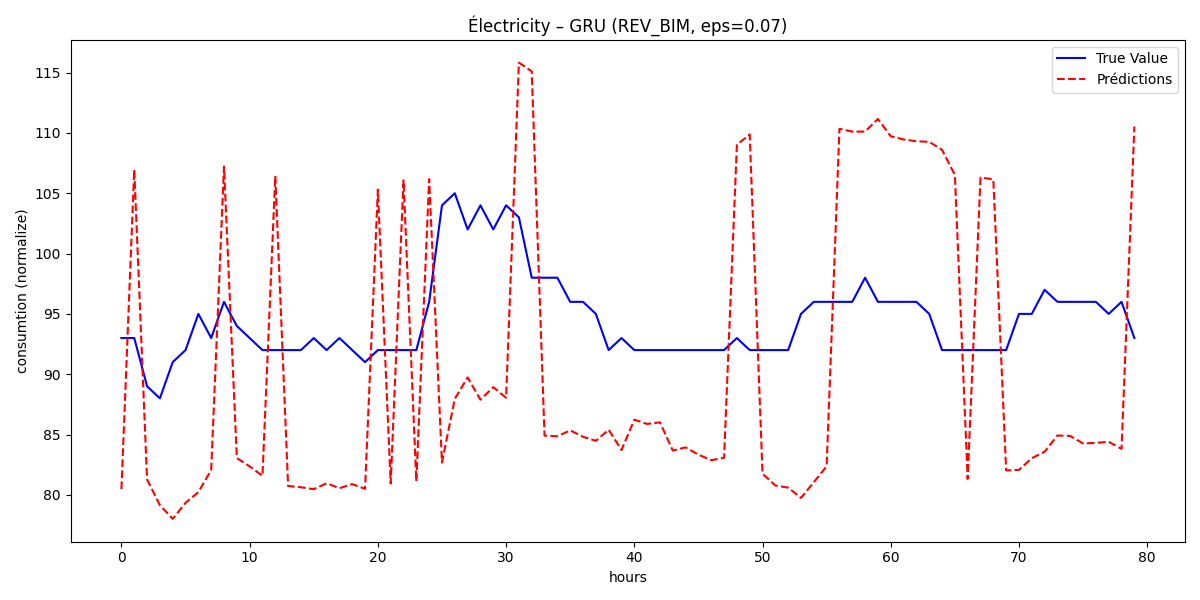 Électricity – GRU (REV_BIM, eps=0.07)
True Value
Prédictions
consumtion (normalize)
115
110
105
100
95
90
85
80
0 10 20 30 40 50 60 70 80
hours